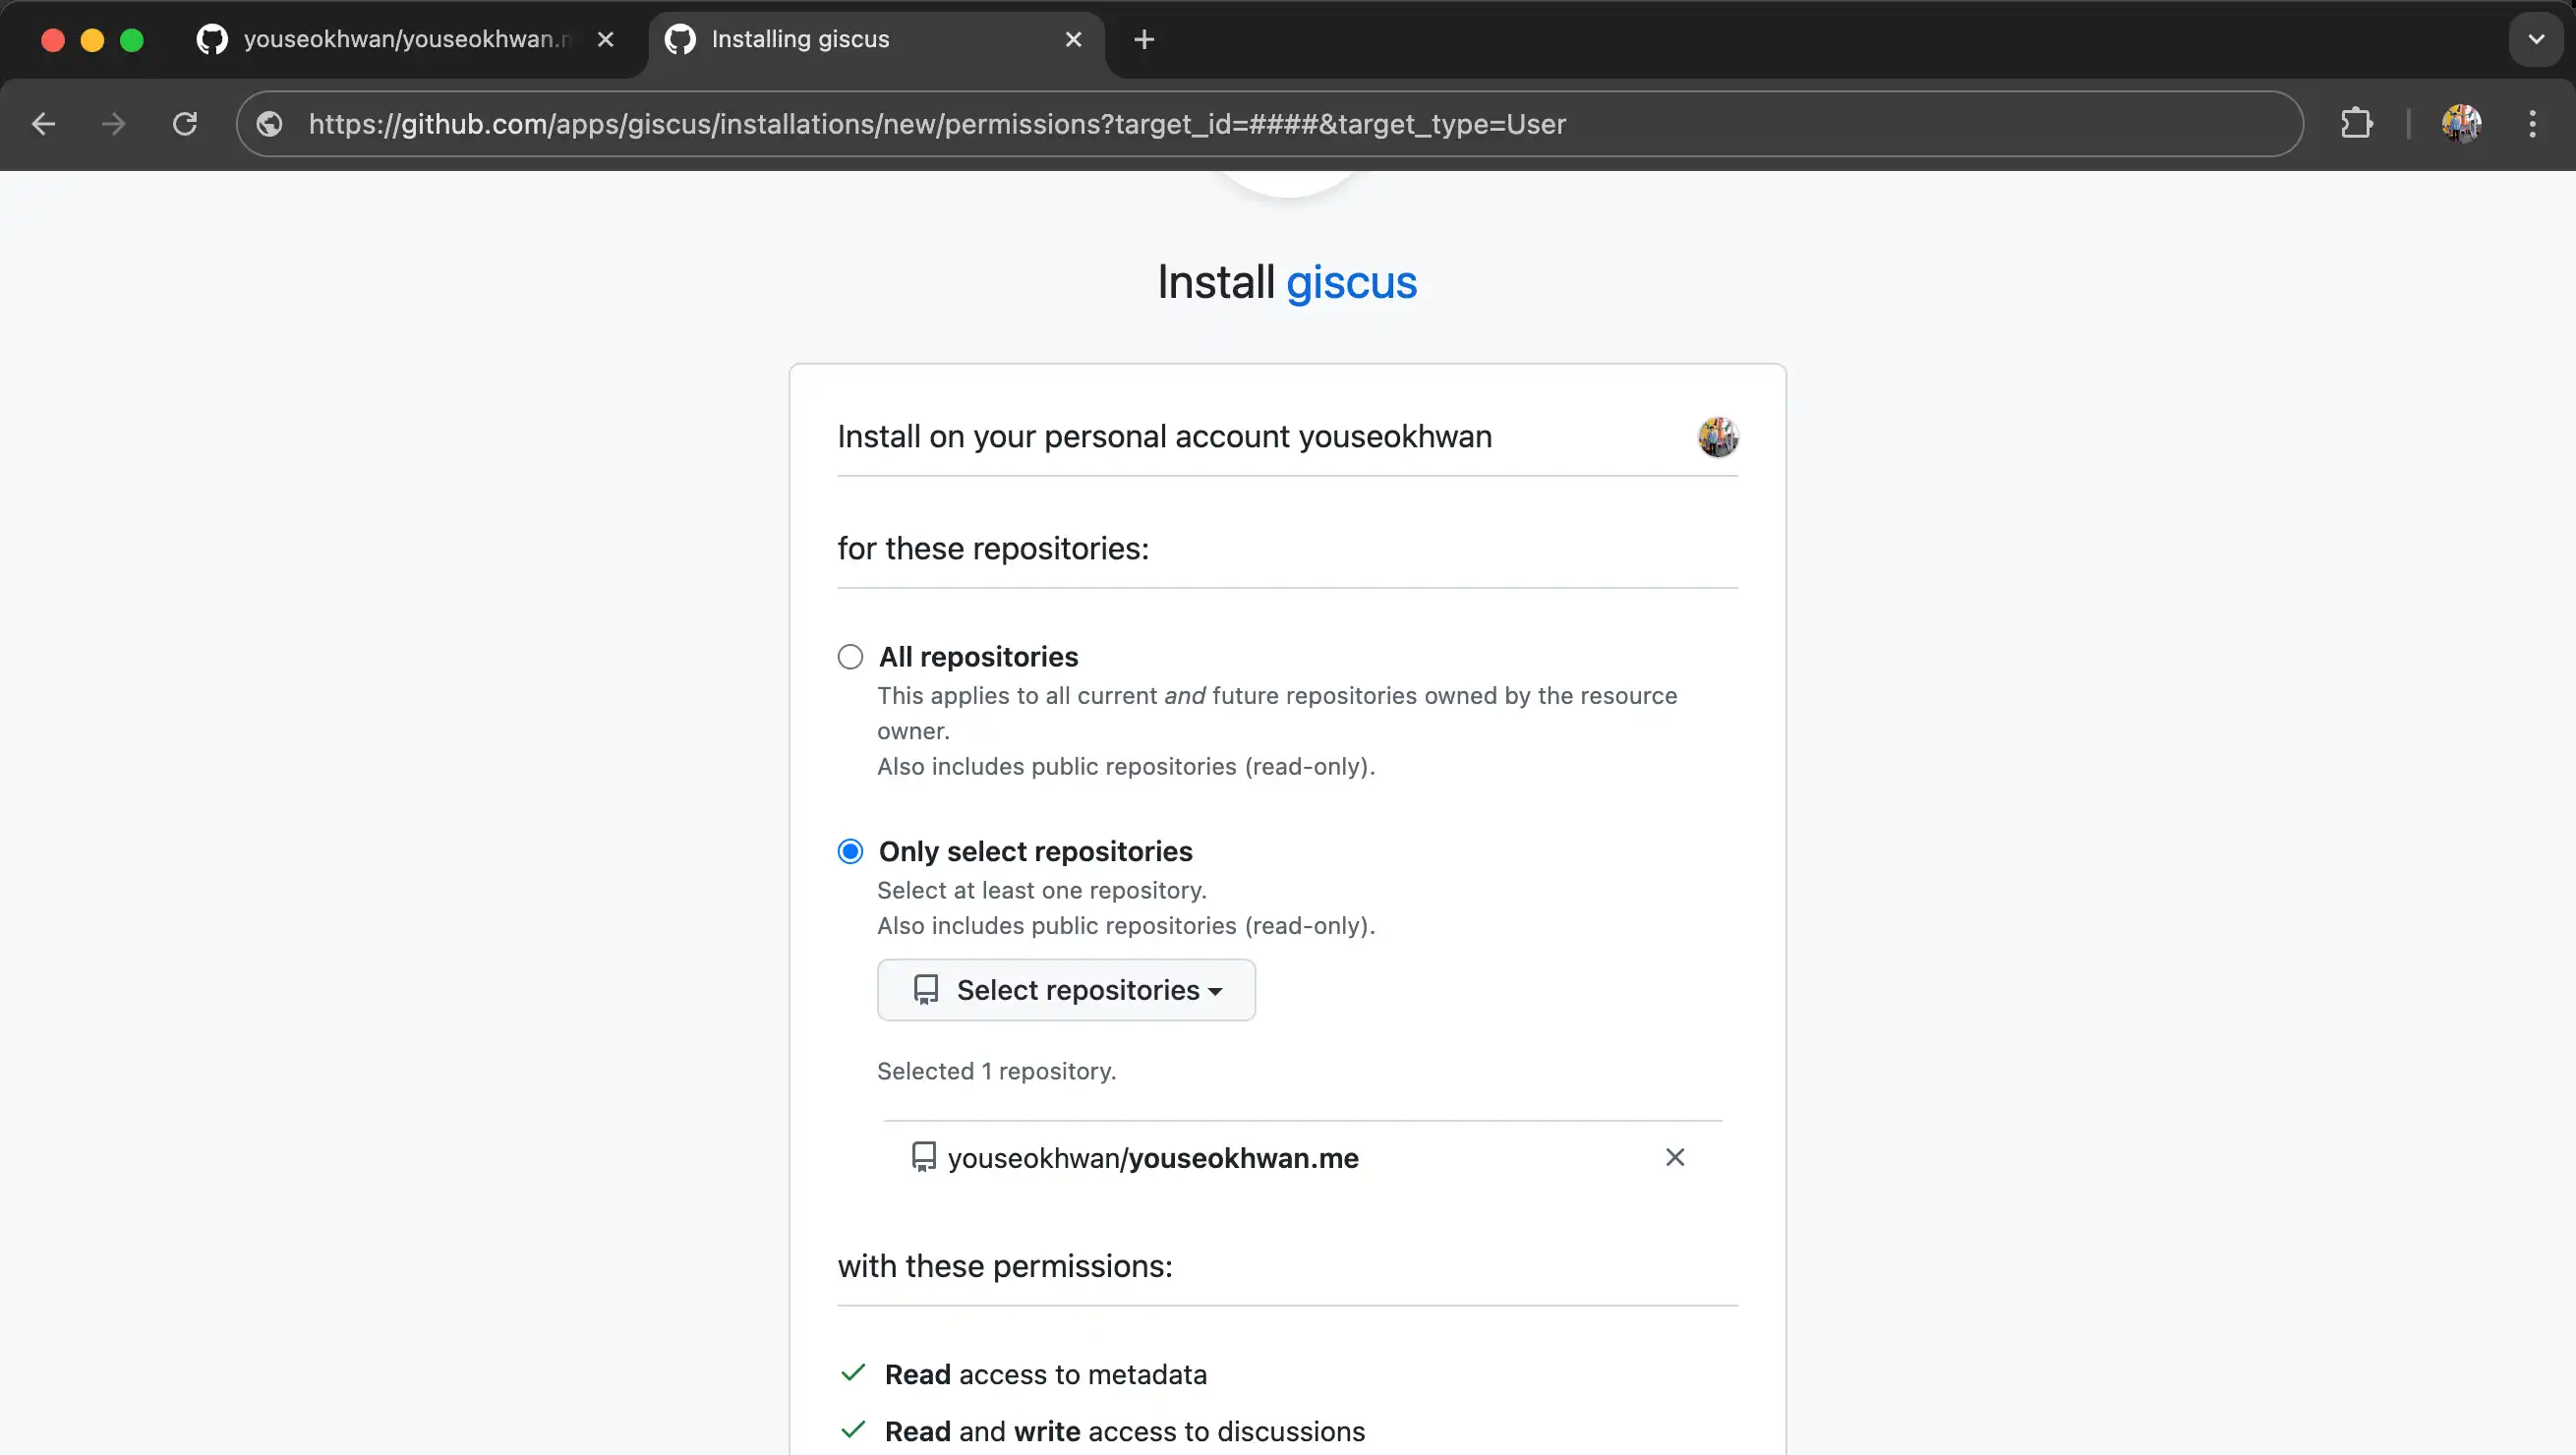 youseokhwan/youseokhwan.m
Installing giscus
https://github.com/apps/giscus/installations/new/permissions?target_id=####&target_type=User
Install giscus
Install on your personal account youseokhwan
for these repositories:
All repositories
This applies to all current and future repositories owned by the resource
owner.
Also includes public repositories (read-only).
Only select repositories
Select at least one repository.
Also includes public repositories (read-only).
Select repositories
Selected 1 repository.
youseokhwan/youseokhwan.me
with these permissions:
Read access to metadata
Read and write access to discussions